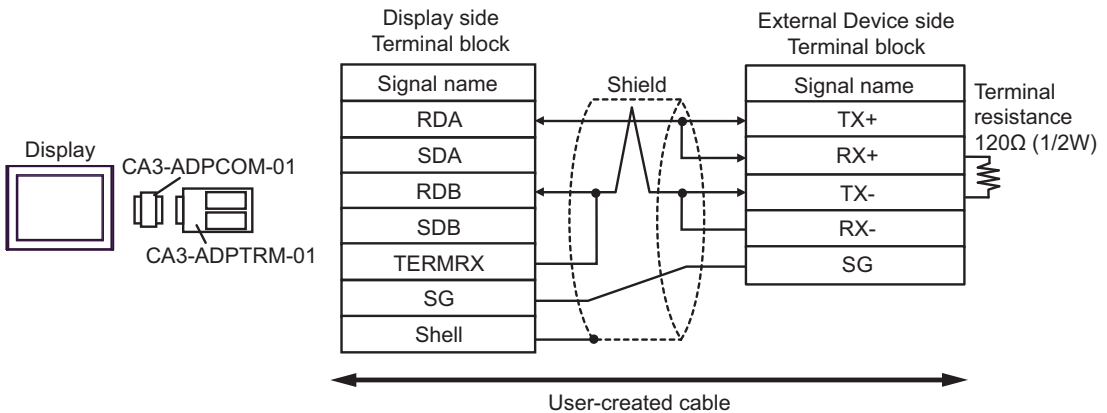 Display side
Terminal block
External Device side
Terminal block
Signal name
Shield
Signal name
Terminal
resistance
120Ω (1/2W)
RDA
TX+
SDA
RX+
RDB
TX-
SDB
RX-
TERMRX
SG
SG
Shell
Display
CA3-ADPCOM-01
CA3-ADPTRM-01
User-created cable